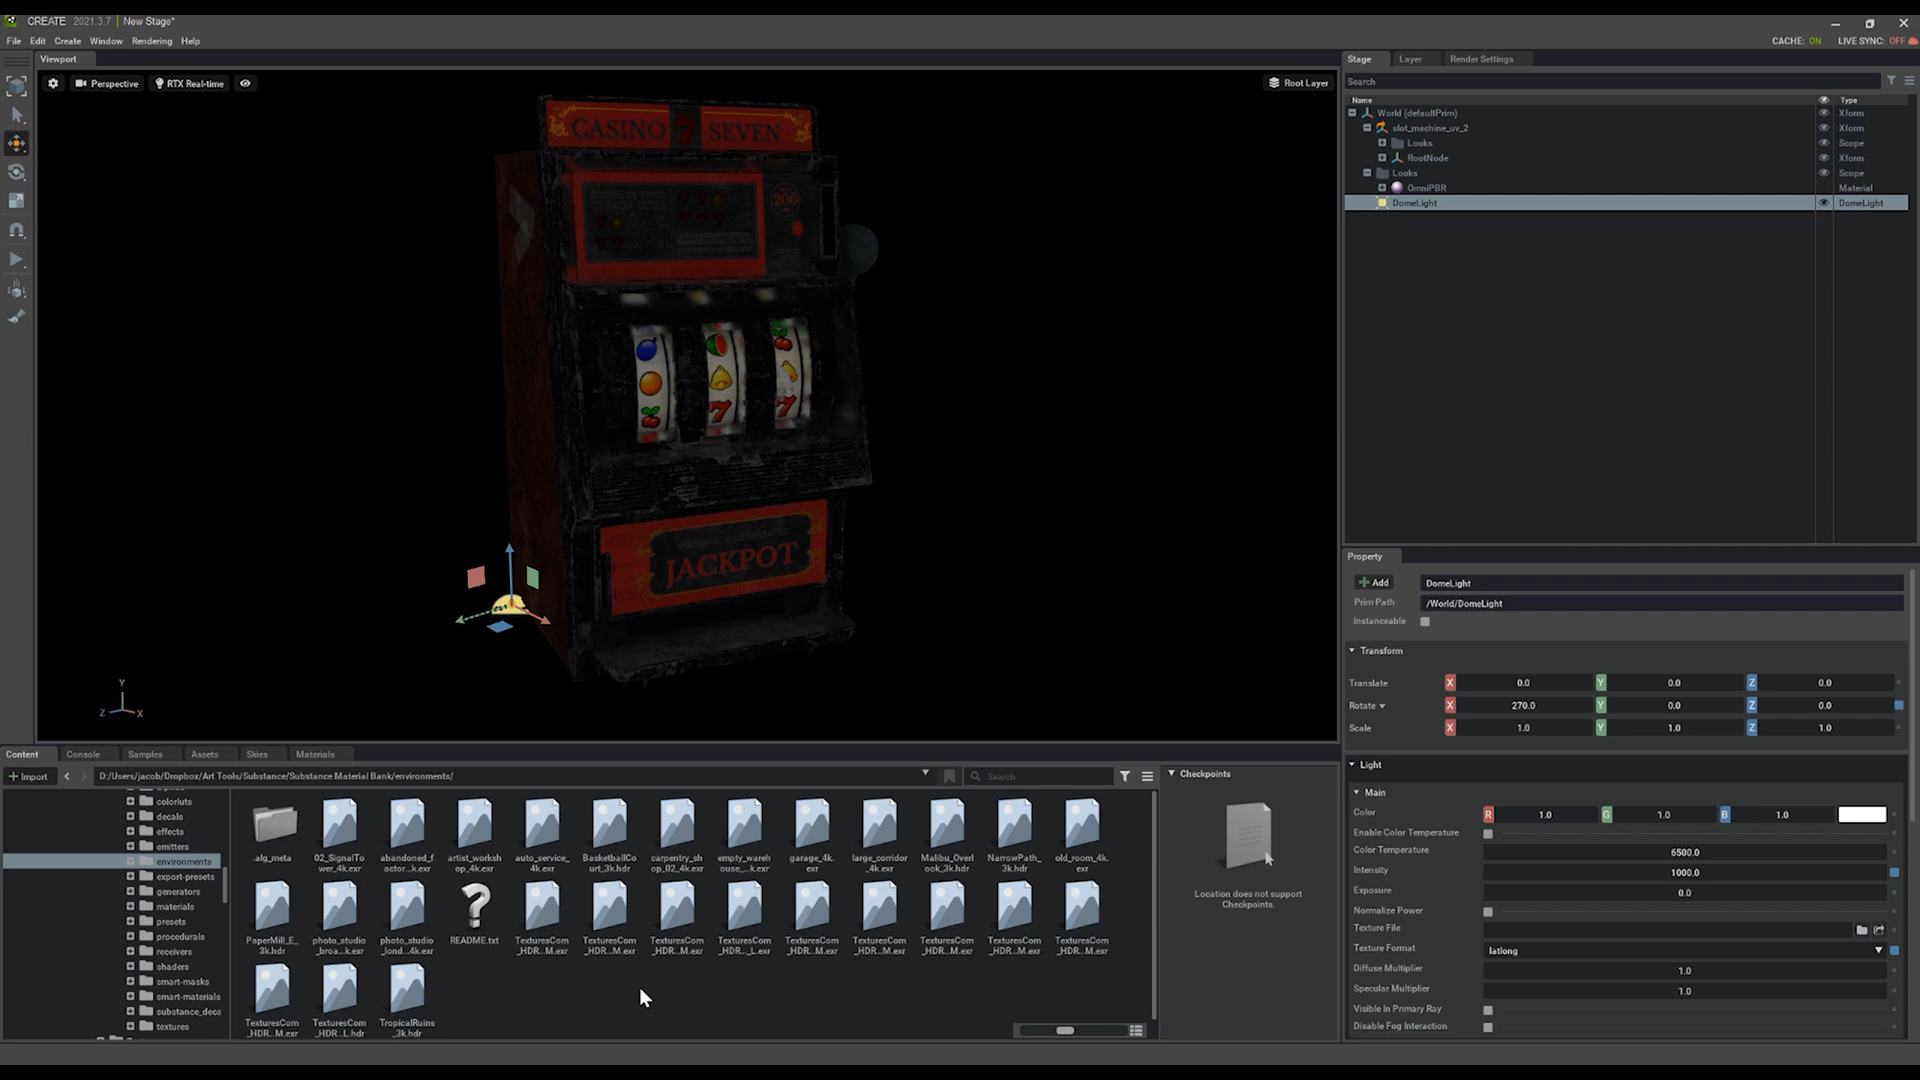 CREATE 2021.3.7 | New Stage*
File Edit Create Window Rendering Help
CACHE: ON LIVE SYNC: OFF
Viewport
Perspective RTX Real-time
Root Layer
CASINO 7 SEVEN
200
JACKPOT
Y
Z X
Stage Layer Render Settings
Search
Name Type
World (defaultPrim) Xform
slot_machine_uv_2 Xform
Looks Scope
RootNode Xform
Looks Scope
OmniPBR Material
DomeLight DomeLight
Property
Add DomeLight
Prim Path /World/DomeLight
Instanceable
Transform
Translate X 0.0 Y 0.0 Z 0.0
Rotate X 270.0 Y 0.0 Z 0.0
Scale X 1.0 Y 1.0 Z 1.0
Light
Main
Color R 1.0 G 1.0 B 1.0
Enable Color Temperature
Color Temperature 6500.0
Intensity 1000.0
Exposure 0.0
Normalize Power
Texture File
Texture Format latlong
Diffuse Multiplier 1.0
Specular Multiplier 1.0
Visible In Primary Ray
Disable Fog Interaction
Content Console Samples Assets Skies Materials
+ Import D:/Users/jacob/Dropbox/Art Tools/Substance/Substance Material Bank/environments/ Search
colorluts
decals
effects
emitters
environments
export-presets
generators
materials
presets
procedurals
receivers
shaders
smart-masks
smart-materials
substance_deca
textures
.alg_meta
02_SignalTo
wer_4k.exr
abandoned_f
actor...k.exr
artist_worksh
op_4k.exr
auto_service_
4k.exr
BasketballCo
urt_3k.hdr
carpentry_sh
op_02_4k.exr
empty_wareh
ouse_...k.exr
garage_4k.
exr
large_corridor
_4k.exr
Malibu_Overl
ook_3k.hdr
NarrowPath_
3k.hdr
old_room_4k.
exr
PaperMill_E_
3k.hdr
photo_studio
_broa...k.exr
photo_studio
_lond...4k.exr
README.txt
TexturesCom
_HDR...M.exr
TexturesCom
_HDR...M.exr
TexturesCom
_HDR...M.exr
TexturesCom
_HDR..._L.exr
TexturesCom
_HDR...M.exr
TexturesCom
_HDR...M.exr
TexturesCom
_HDR...M.exr
TexturesCom
_HDR...M.exr
TexturesCom
_HDR...M.exr
TexturesCom
_HDR...M.exr
TexturesCom
_HDR...L.hdr
TropicalRuins
_3k.hdr
Checkpoints
Location does not support
Checkpoints.